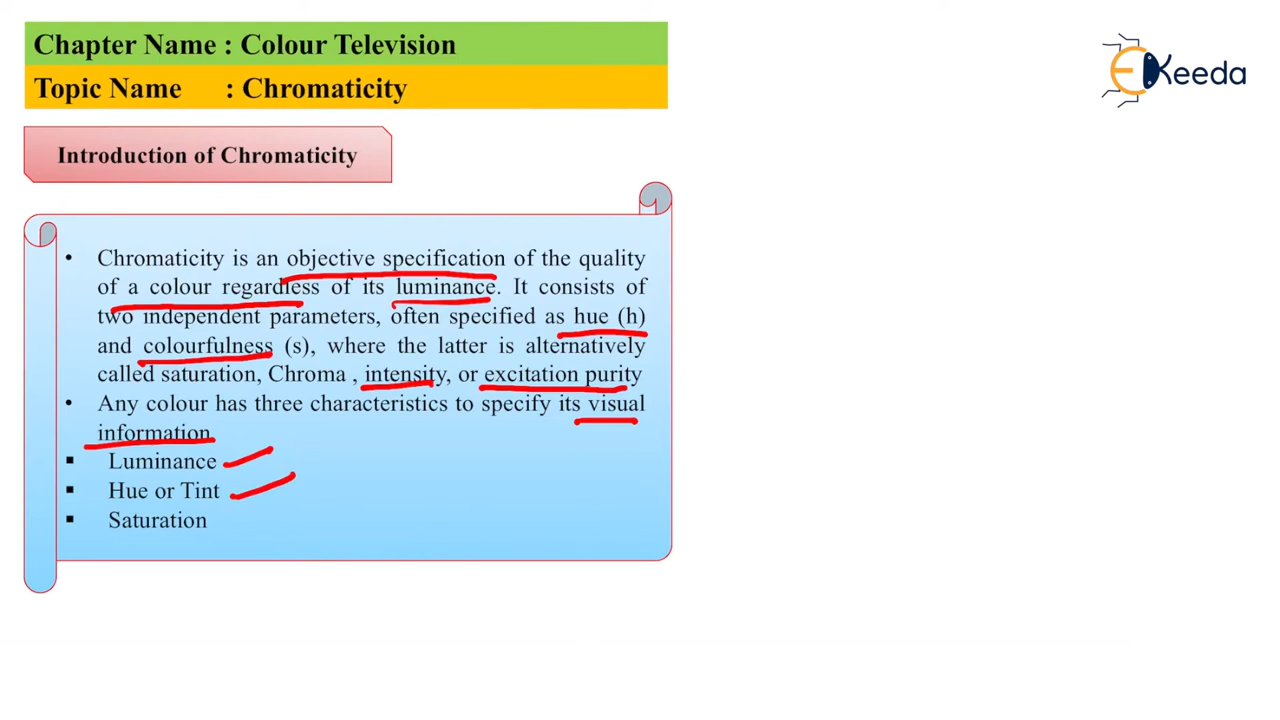 Chapter Name : Colour Television
Topic Name : Chromaticity
EKeeda
Introduction of Chromaticity
• Chromaticity is an objective specification of the quality
of a colour regardless of its luminance. It consists of
two independent parameters, often specified as hue (h)
and colourfulness (s), where the latter is alternatively
called saturation, Chroma , intensity, or excitation purity
• Any colour has three characteristics to specify its visual
information
▪ Luminance
▪ Hue or Tint
▪ Saturation